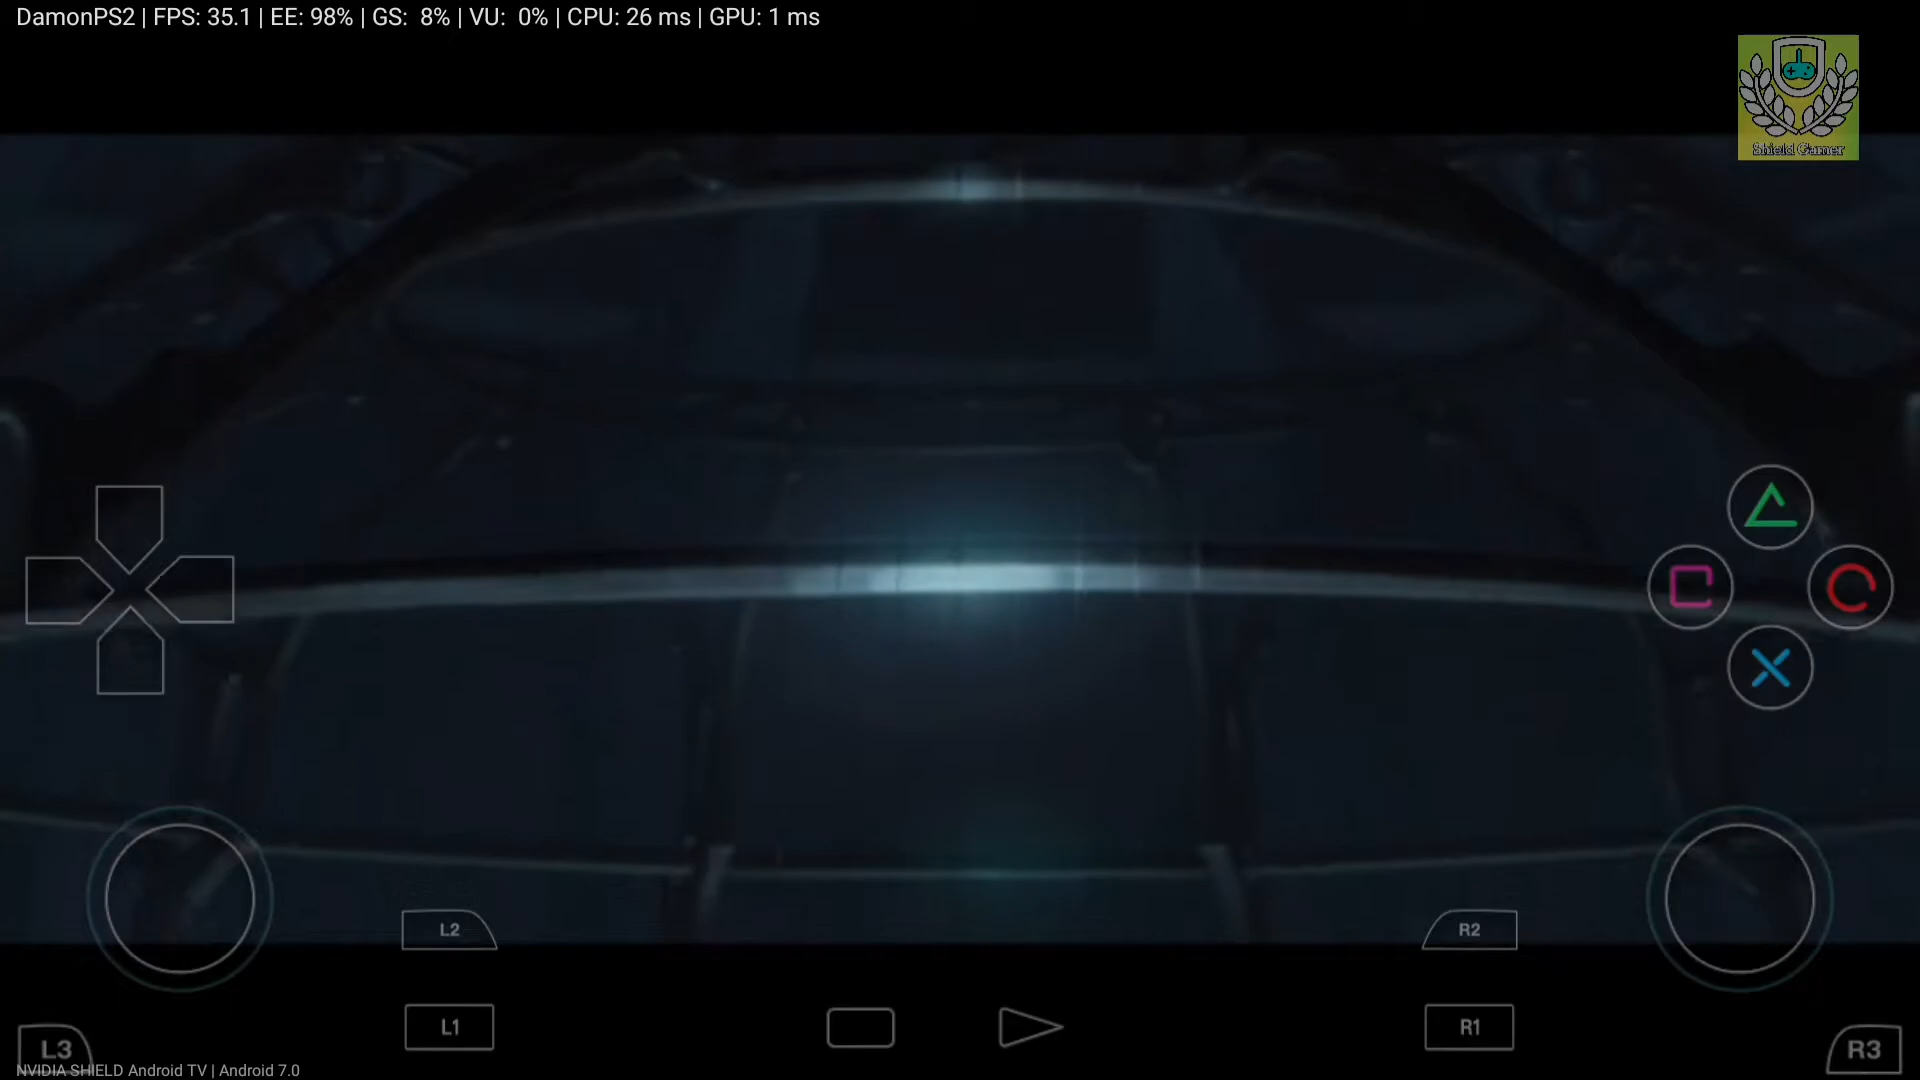 DamonPS2 | FPS: 35.1 | EE: 98% | GS: 8% | VU: 0% | CPU: 26 ms | GPU: 1 ms
Shield Gamer
L2
R2
L1
R1
L3
R3
NVIDIA SHIELD Android TV | Android 7.0